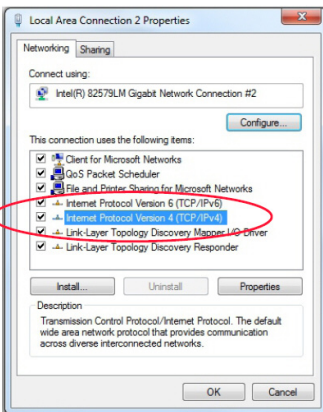 Local Area Connection 2 Properties
Networking Sharing
Connect using:
Intel(R) 82579LM Gigabit Network Connection #2
Configure...
This connection uses the following items:
Client for Microsoft Networks
QoS Packet Scheduler
File and Printer Sharing for Microsoft Networks
Internet Protocol Version 6 (TCP/IPv6)
Internet Protocol Version 4 (TCP/IPv4)
Link-Layer Topology Discovery Mapper I/O Driver
Link-Layer Topology Discovery Responder
Install... Uninstall Properties
Description
Transmission Control Protocol/Internet Protocol. The default
wide area network protocol that provides communication
across diverse interconnected networks.
OK Cancel